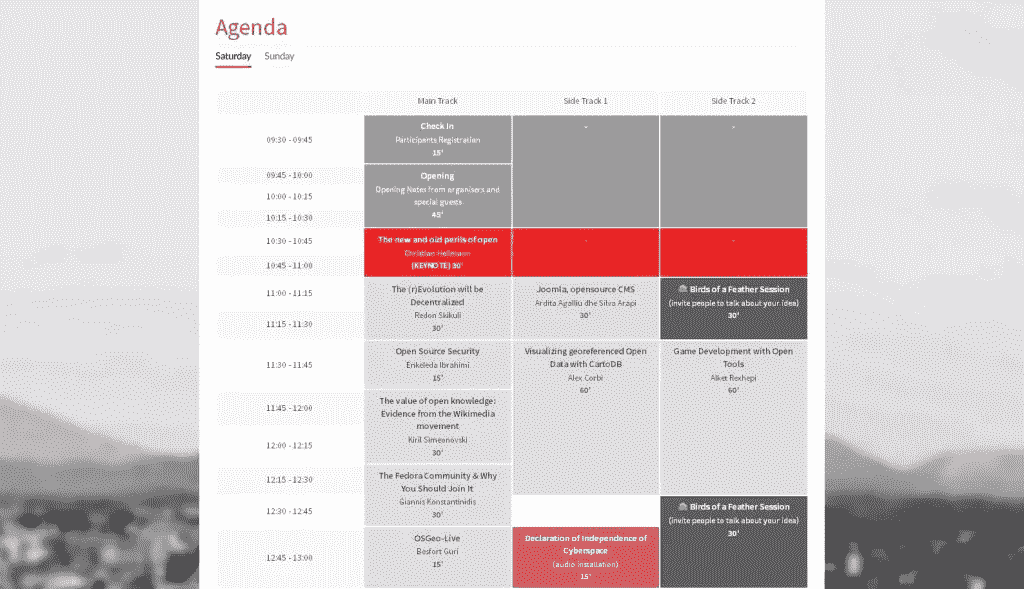 Agenda
Saturday Sunday
Main Track Side Track 1 Side Track 2
09:30 - 09:45
Check In
Participants Registration
15'
-
-
09:45 - 10:00
10:00 - 10:15
10:15 - 10:30
Opening
Opening Notes from organisers and
special guests
45'
10:30 - 10:45
10:45 - 11:00
The new and old perils of open
Christian
(KEYNOTE) 30'
-
-
11:00 - 11:15
11:15 - 11:30
The (r)Evolution will be
Decentralized
Redon Skikuli
30'
Joomla, opensource CMS
Ardita Agalliu dhe Silva Arapi
30'
Birds of a Feather Session
(invite people to talk about your idea)
30'
11:30 - 11:45
Open Source Security
Enkeleda Ibrahimi
15'
Visualizing georeferenced Open
Data with CartoDB
Alex Corbi
60'
Game Development with Open
Tools
Alket Rexhepi
60'
11:45 - 12:00
12:00 - 12:15
The value of open knowledge:
Evidence from the Wikimedia
movement
Kiril Simeonovski
30'
12:15 - 12:30
12:30 - 12:45
The Fedora Community & Why
You Should Join It
Giannis Konstantinidis
30'
Birds of a Feather Session
(invite people to talk about your idea)
30'
12:45 - 13:00
OSGeo-Live
Besfort Guri
15'
Declaration of Independence of
Cyberspace
(audio installation)
15'